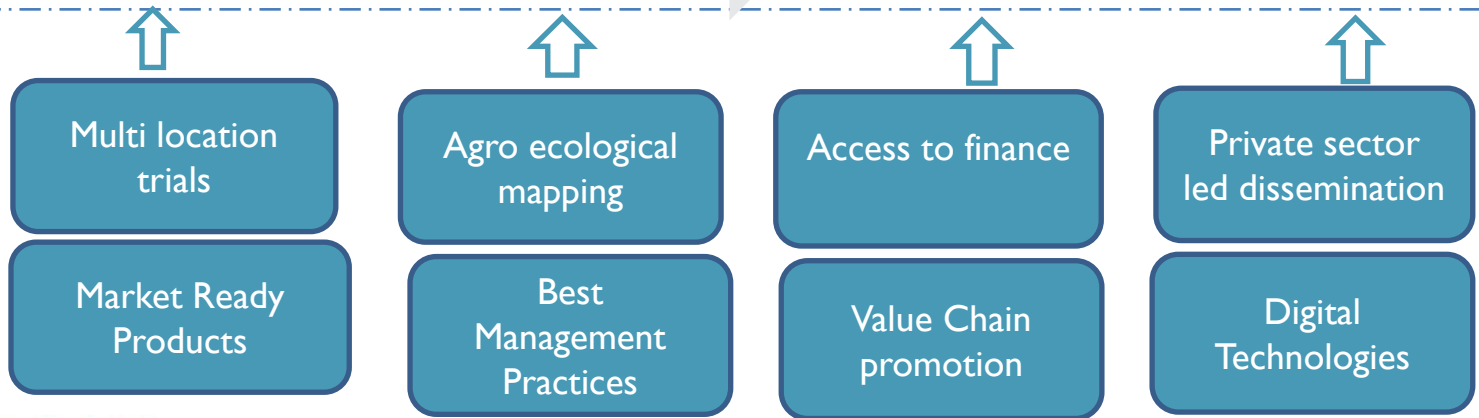 Multi location
trials
Agro ecological
mapping
Access to finance
Private sector
led dissemination
Market Ready
Products
Best
Management
Practices
Value Chain
promotion
Digital
Technologies